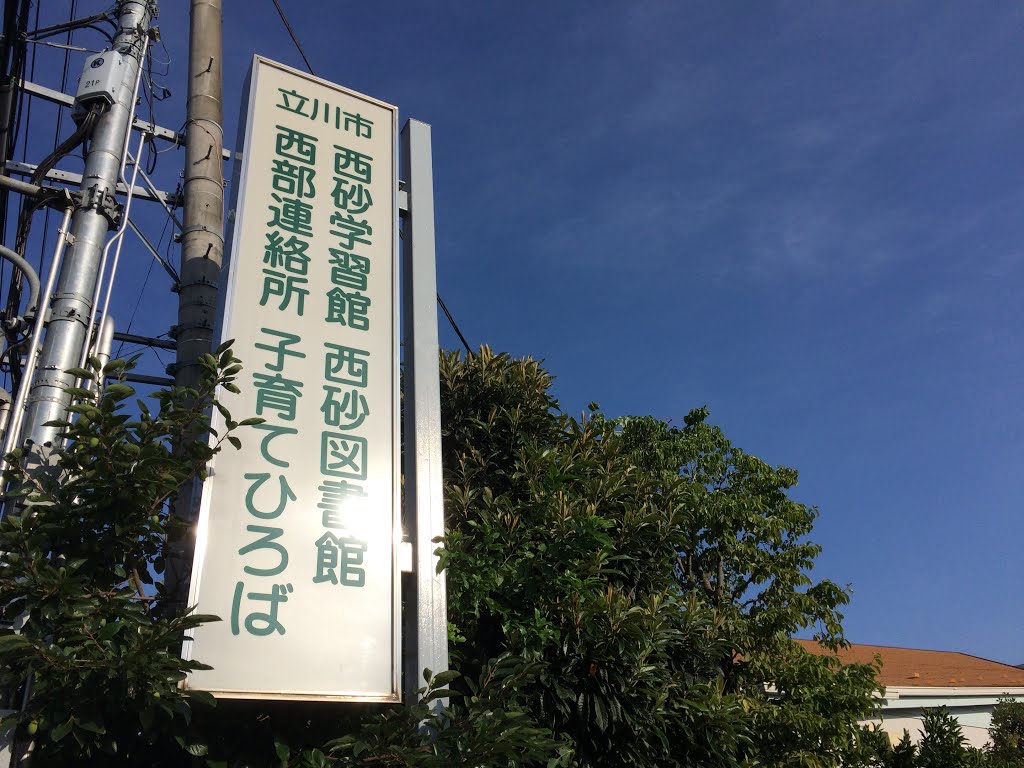 立川市
西砂学習館 西砂図書館
西部連絡所 子育てひろば
21P